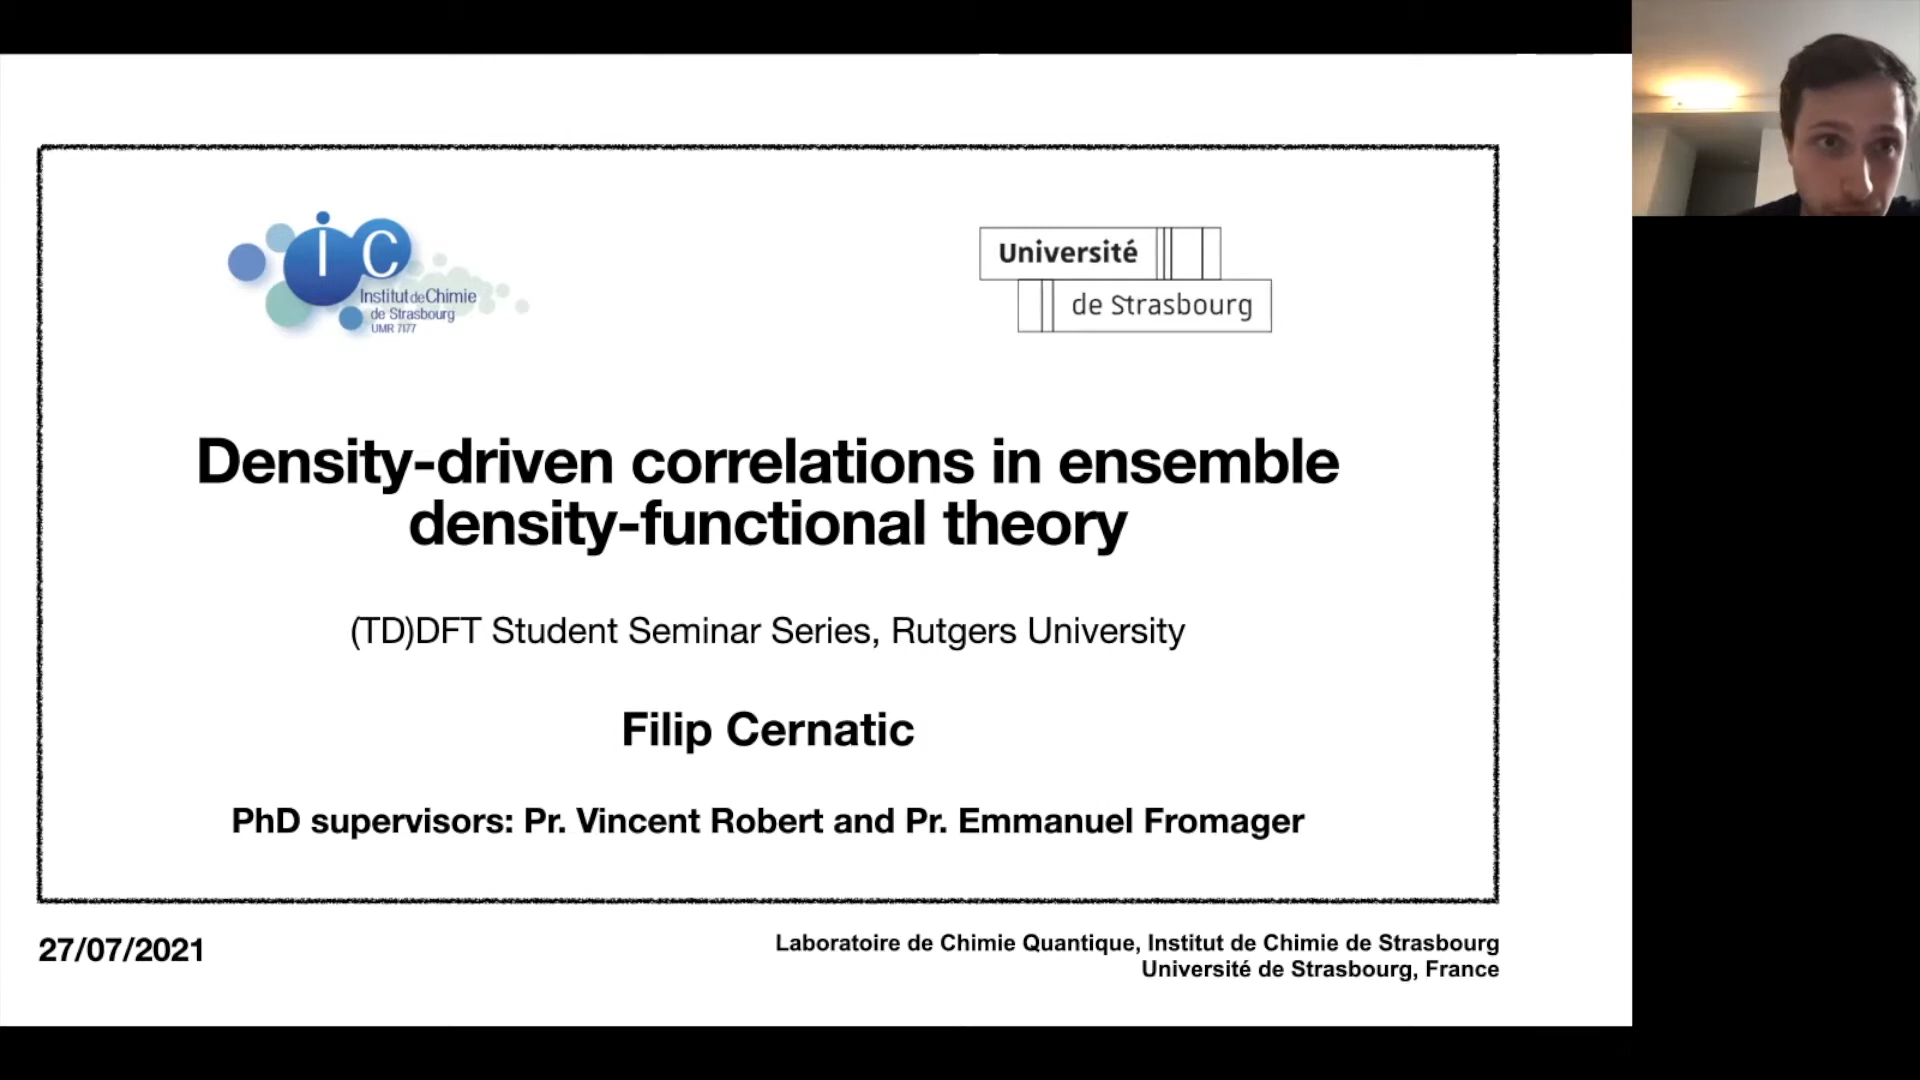 iC
Institut de Chimie
de Strasbourg
UMR 7177
Université
de Strasbourg
Density-driven correlations in ensemble
density-functional theory
(TD)DFT Student Seminar Series, Rutgers University
Filip Cernatic
PhD supervisors: Pr. Vincent Robert and Pr. Emmanuel Fromager
27/07/2021
Laboratoire de Chimie Quantique, Institut de Chimie de Strasbourg
Université de Strasbourg, France